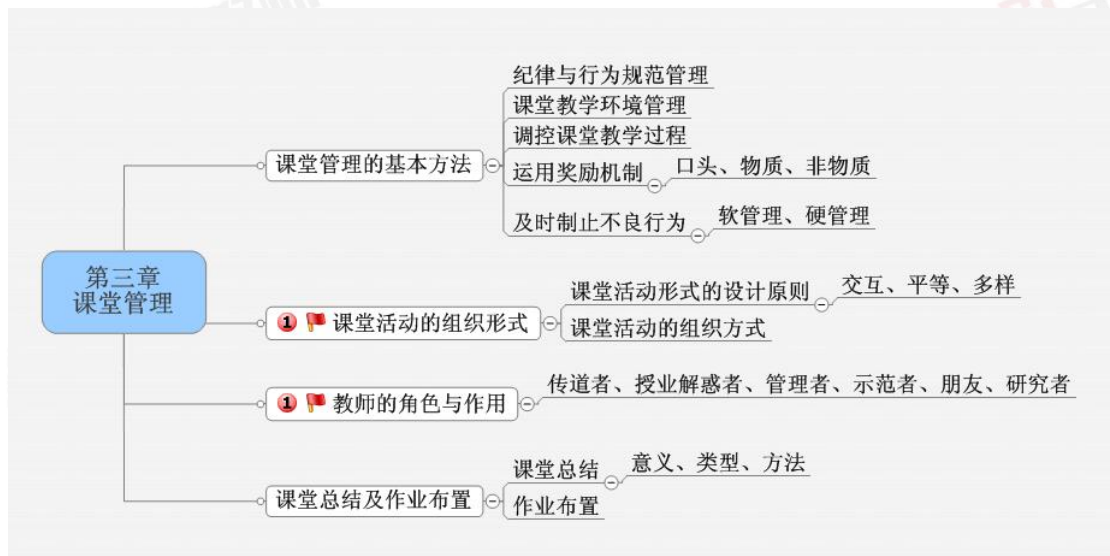 纪律与行为规范管理
课堂教学环境管理
调控课堂教学过程
课堂管理的基本方法
运用奖励机制
口头、物质、非物质
及时制止不良行为
软管理、硬管理
第三章
课堂管理
课堂活动形式的设计原则
交互、平等、多样
1 课堂活动的组织形式
课堂活动的组织方式
1 教师的角色与作用
传道者、授业解惑者、管理者、示范者、朋友、研究者
课堂总结
意义、类型、方法
课堂总结及作业布置
作业布置